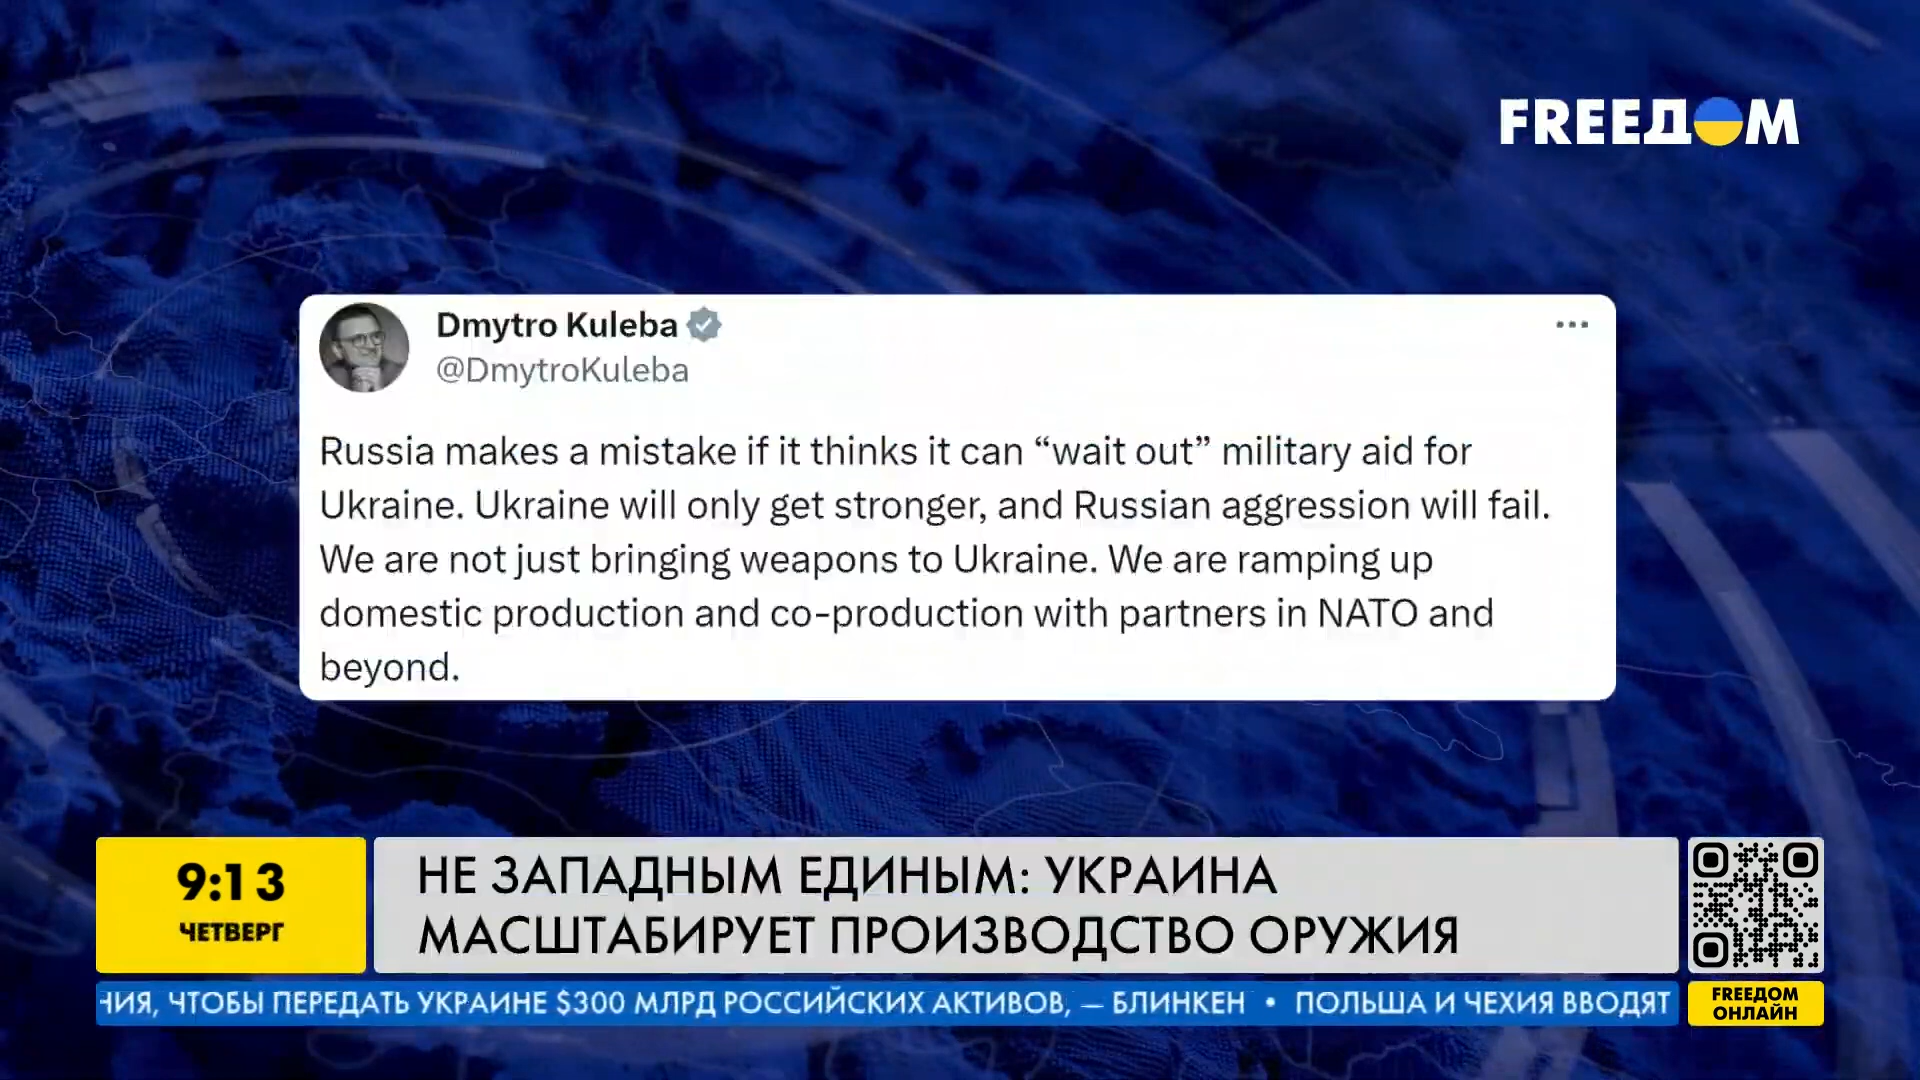 FREEДOM
Dmytro Kuleba
@DmytroKuleba
Russia makes a mistake if it thinks it can “wait out” military aid for
Ukraine. Ukraine will only get stronger, and Russian aggression will fail.
We are not just bringing weapons to Ukraine. We are ramping up
domestic production and co-production with partners in NATO and
beyond.
9:13
ЧЕТВЕРГ
НЕ ЗАПАДНЫМ ЕДИНЫМ: УКРАИНА
МАСШТАБИРУЕТ ПРОИЗВОДСТВО ОРУЖИЯ
ЧТОБЫ ПЕРЕДАТЬ УКРАИНЕ $300 МЛРД РОССИЙСКИХ АКТИВОВ, — БЛИНКЕН • ПОЛЬША И ЧЕХИЯ ВВОДЯТ
FREEДOM
ОНЛАЙН